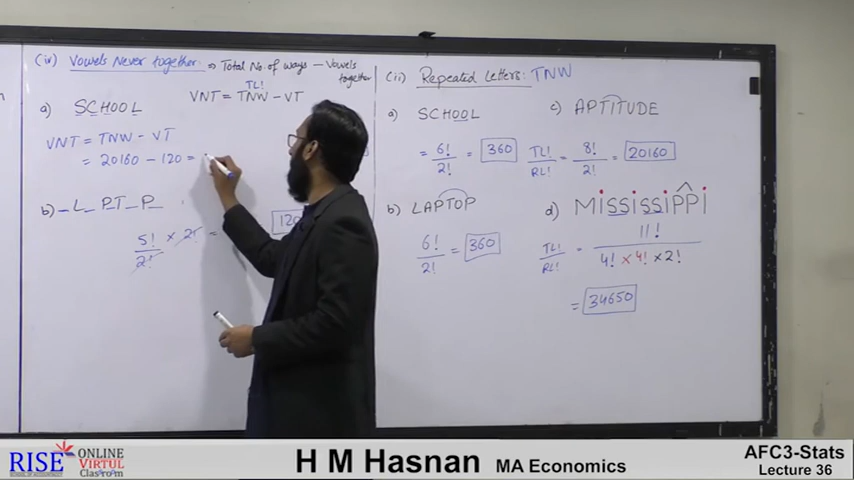 (iv) Vowels Never together: ⇒ Total No. of ways – Vowels together
TL!
VNT = TNW – VT
a) SCHOOL
VNT = TNW – VT
= 20160 – 120 =
b) _ L _ P T _ P _
5!/2! × 2! =
120
(ii) Repeated Letters: TNW
a) SCHOOL
= 6!/2! = 360
b) LAPTOP
6!/2! = 360
c) APTITUDE
TL!/RL! = 8!/2! = 20160
d) MISSISSIPPI
TL!/RL! = 11!/4! × 4! × 2!
= 34650
RISE ONLINE VIRTUL Classroom
H M Hasnan MA Economics
AFC3-Stats
Lecture 36